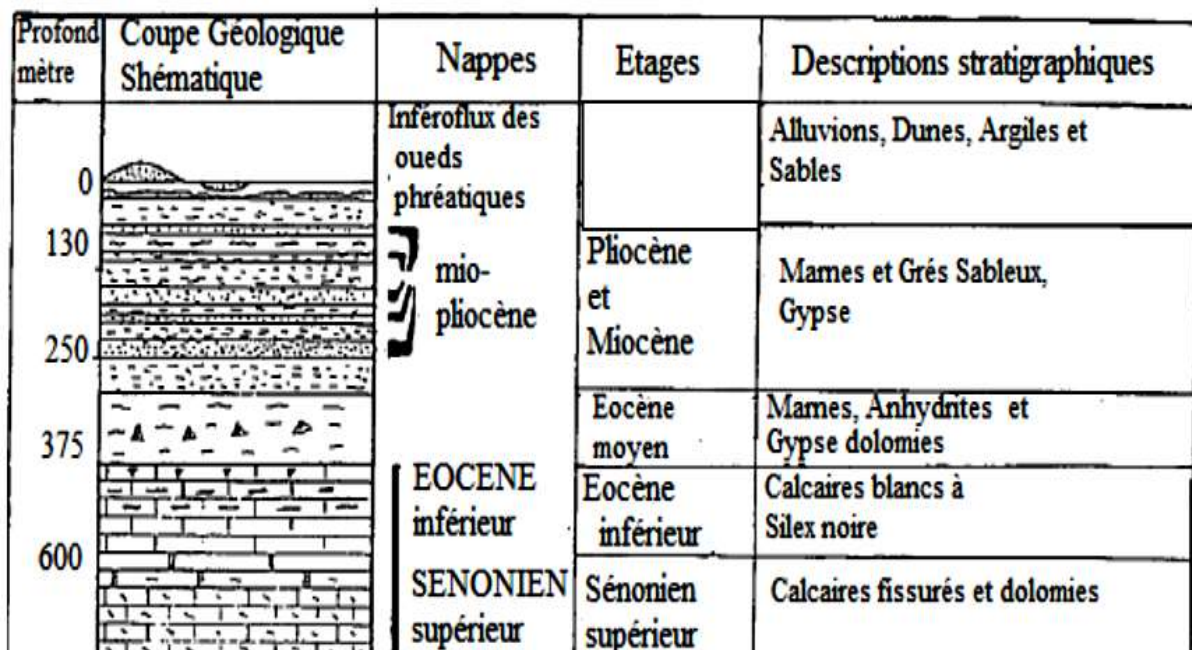 Profond
mètre
Coupe Géologique
Shématique
Nappes
Etages
Descriptions stratigraphiques
Inféroflux des
oueds
phréatiques
Alluvions, Dunes, Argiles et
Sables
0
130
250
mio-
pliocène
Pliocène
et
Miocène
Mames et Grés Sableux,
Gypse
375
Eocène
moyen
Mames, Anhydrites et
Gypse dolomies
EOCENE
inférieur
Eocène
inférieur
Calcaires blancs à
Silex noire
600
SENONIEN
supérieur
Sénonien
supérieur
Calcaires fissurés et dolomies